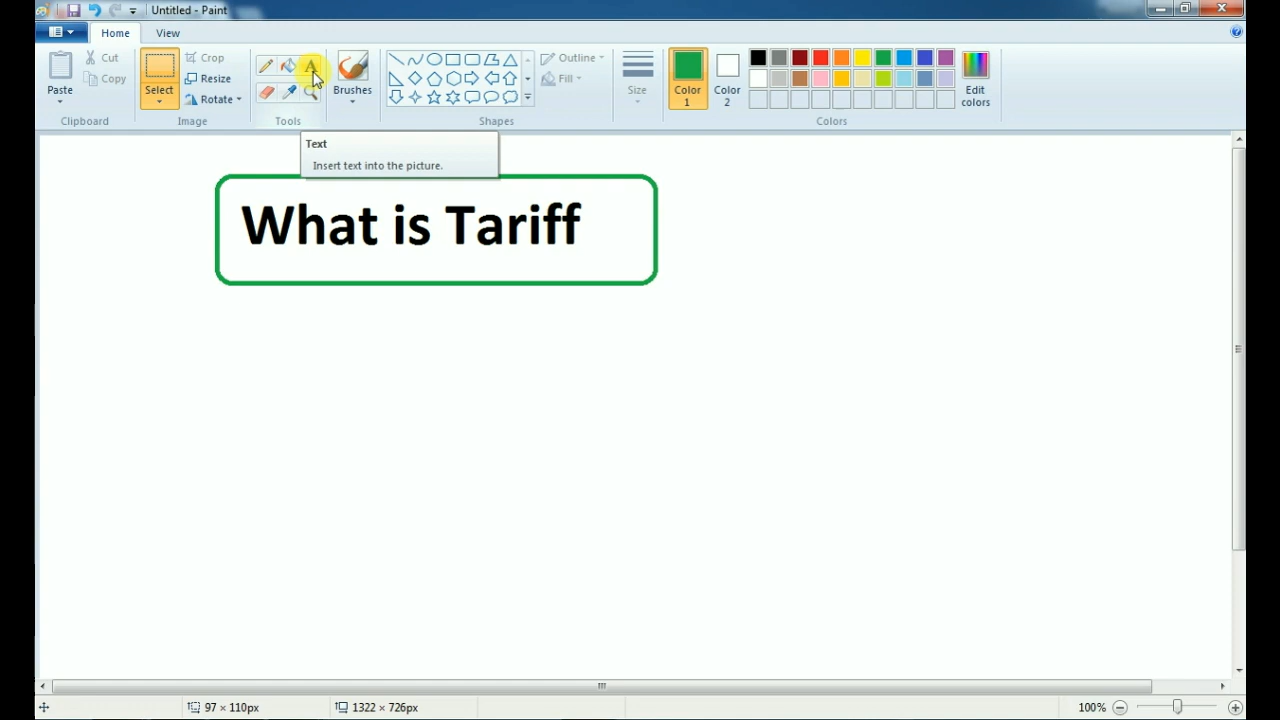 Untitled - Paint
Home View
Paste
Cut
Copy
Clipboard
Select
Crop
Resize
Rotate
Image
A
Tools
Brushes
Outline
Fill
Shapes
Size
Color 1
Color 2
Edit colors
Colors
Text
Insert text into the picture.
What is Tariff
97 × 110px
1322 × 726px
100%